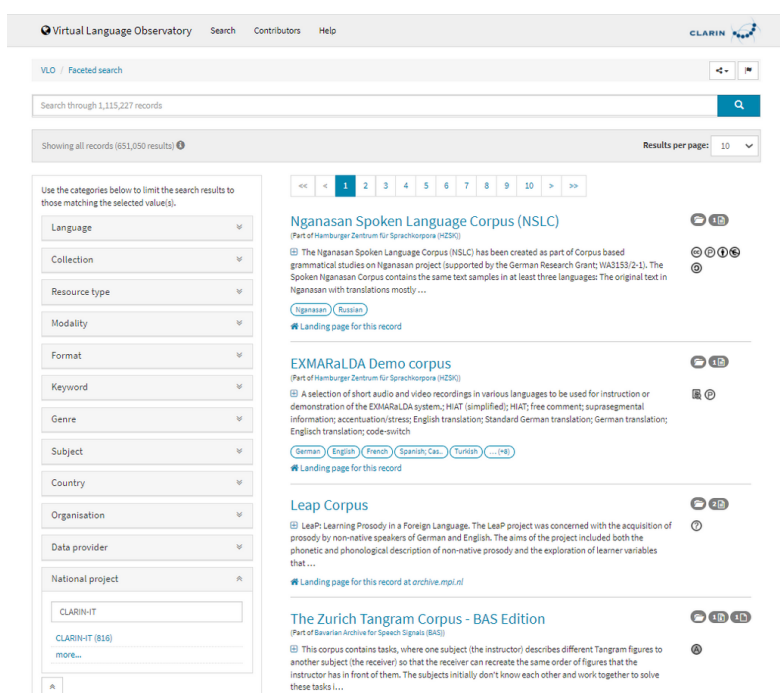 Virtual Language Observatory Search Contributors Help CLARIN
VLO / Faceted search
Search through 1,115,227 records
Showing all records (651,050 results)
Results per page: 10
Use the categories below to limit the search results to
those matching the selected value(s).
Language
Collection
Resource type
Modality
Format
Keyword
Genre
Subject
Country
Organisation
Data provider
National project
CLARIN-IT
CLARIN-IT (816)
more...
<< < 1 2 3 4 5 6 7 8 9 10 > >>
Nganasan Spoken Language Corpus (NSLC)
1
(Part of Hamburger Zentrum für Sprachkorpora (HZSK))
The Nganasan Spoken Language Corpus (NSLC) has been created as part of Corpus based
grammatical studies on Nganasan project (supported by the German Research Grant; WA3153/2-1). The
Spoken Nganasan Corpus contains the same text samples in at least three languages: The original text in
Nganasan with translations mostly ...
Nganasan Russian
Landing page for this record
EXMARaLDA Demo corpus
1
(Part of Hamburger Zentrum für Sprachkorpora (HZSK))
A selection of short audio and video recordings in various languages to be used for instruction or
demonstration of the EXMARaLDA system.; HIAT (simplified); HIAT; free comment; suprasegmental
information; accentuation/stress; English translation; Standard German translation; German translation;
Englisch translation; code-switch
German English French Spanish; Cas.. Turkish ... (+8)
Landing page for this record
Leap Corpus
2
LeaP: Learning Prosody in a Foreign Language. The LeaP project was concerned with the acquisition of
prosody by non-native speakers of German and English. The aims of the project included both the
phonetic and phonological description of non-native prosody and the exploration of learner variables
that ...
Landing page for this record at archive.mpi.nl
The Zurich Tangram Corpus - BAS Edition
1 1
(Part of Bavarian Archive for Speech Signals (BAS))
This corpus contains tasks, where one subject (the instructor) describes different Tangram figures to
another subject (the receiver) so that the receiver can recreate the same order of figures that the
instructor has in front of them. The subjects initially don't know each other and work together to solve
these tasks i...